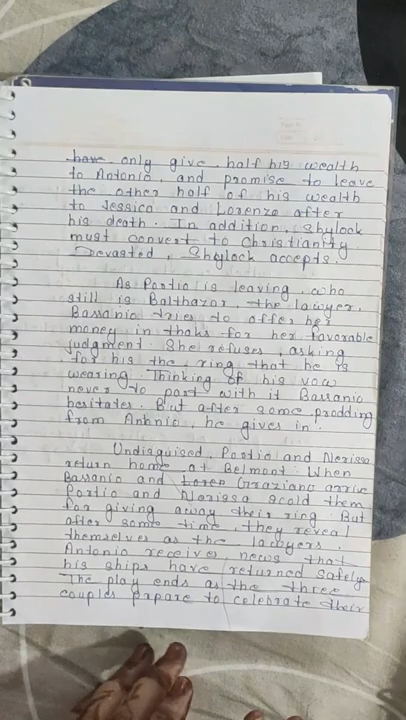 have only give half his wealth
to Antonio, and promise to leave
the other half of his wealth
to Jessica and Lorenzo after
his death. In addition, Shylock
must convert to Christianity.
Devasted, Shylock accepts.
As Portia is leaving, who
still is Balthazar, the lawyer,
Bassanio tries to offer her
money in thaks for her favorable
judgment. She refuses, asking
for his the ring that he is
wearing. Thinking of his vow
never to part with it Bassanio
hesitates. But after some prodding
from Antonio, he gives in.
Undisguised, Portia and Nerissa
return home at Belmont. When
Bassanio and Graziano arrive
Portia and Nerissa scold them
for giving away their ring. But
after some time, they reveal
themselves as the lawyers.
Antonio receives news that
his ships have returned safely.
The play ends as the three
couples prpare to celebrate their